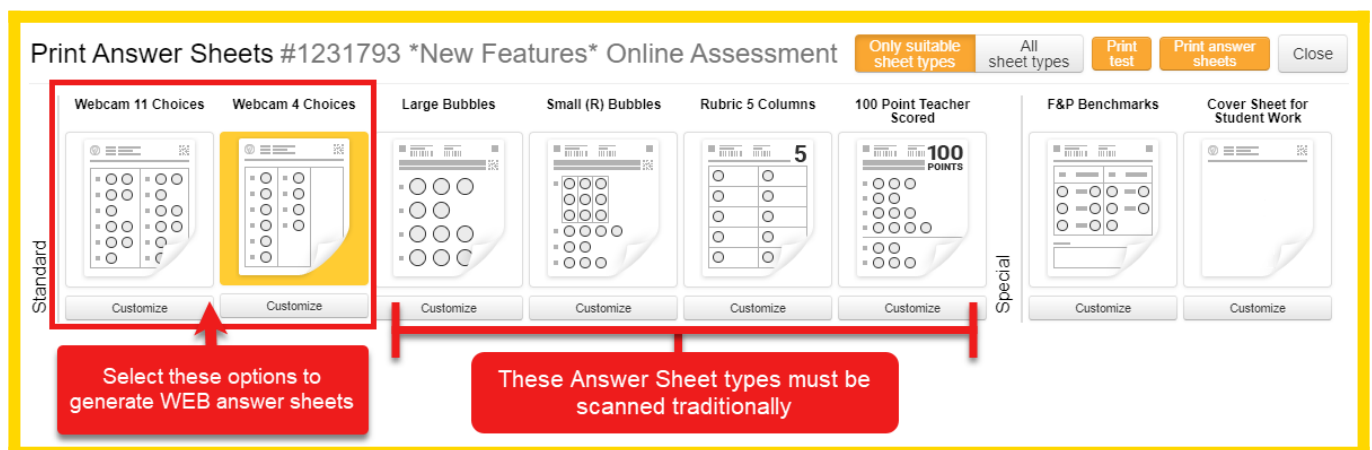 Print Answer Sheets #1231793 *New Features* Online Assessment
Only suitable
sheet types
All
sheet types
Print
test
Print answer
sheets
Close
Standard
Webcam 11 Choices
Webcam 4 Choices
Large Bubbles
Small (R) Bubbles
Rubric 5 Columns
100 Point Teacher
Scored
Special
F&P Benchmarks
Cover Sheet for
Student Work
5
100
POINTS
Customize
Customize
Customize
Customize
Customize
Customize
Customize
Customize
Select these options to
generate WEB answer sheets
These Answer Sheet types must be
scanned traditionally